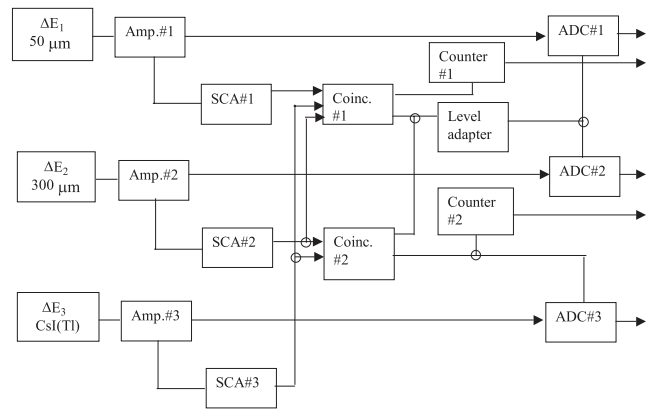 ΔE₁
50 μm
Amp.#1
ADC#1
Counter
#1
SCA#1
Coinc.
#1
Level
adapter
ΔE₂
300 μm
Amp.#2
ADC#2
Counter
#2
SCA#2
Coinc.
#2
ΔE₃
CsI(Tl)
Amp.#3
ADC#3
SCA#3